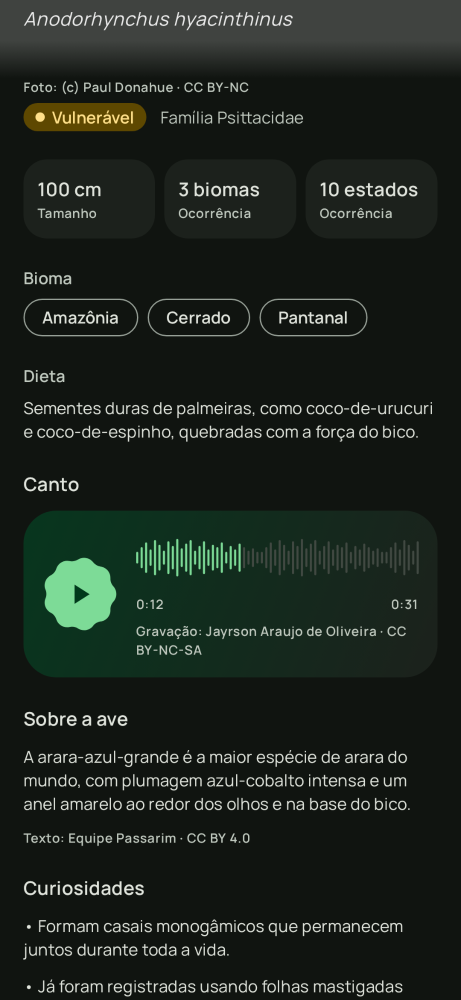 Anodorhynchus hyacinthinus
Foto: (c) Paul Donahue · CC BY-NC
Vulnerável
Família Psittacidae
100 cm
Tamanho
3 biomas
Ocorrência
10 estados
Ocorrência
Bioma
Amazônia
Cerrado
Pantanal
Dieta
Sementes duras de palmeiras, como coco-de-urucuri
e coco-de-espinho, quebradas com a força do bico.
Canto
0:12
0:31
Gravação: Jayrson Araujo de Oliveira · CC
BY-NC-SA
Sobre a ave
A arara-azul-grande é a maior espécie de arara do
mundo, com plumagem azul-cobalto intensa e um
anel amarelo ao redor dos olhos e na base do bico.
Texto: Equipe Passarim · CC BY 4.0
Curiosidades
• Formam casais monogâmicos que permanecem
juntos durante toda a vida.
• Já foram registradas usando folhas mastigadas